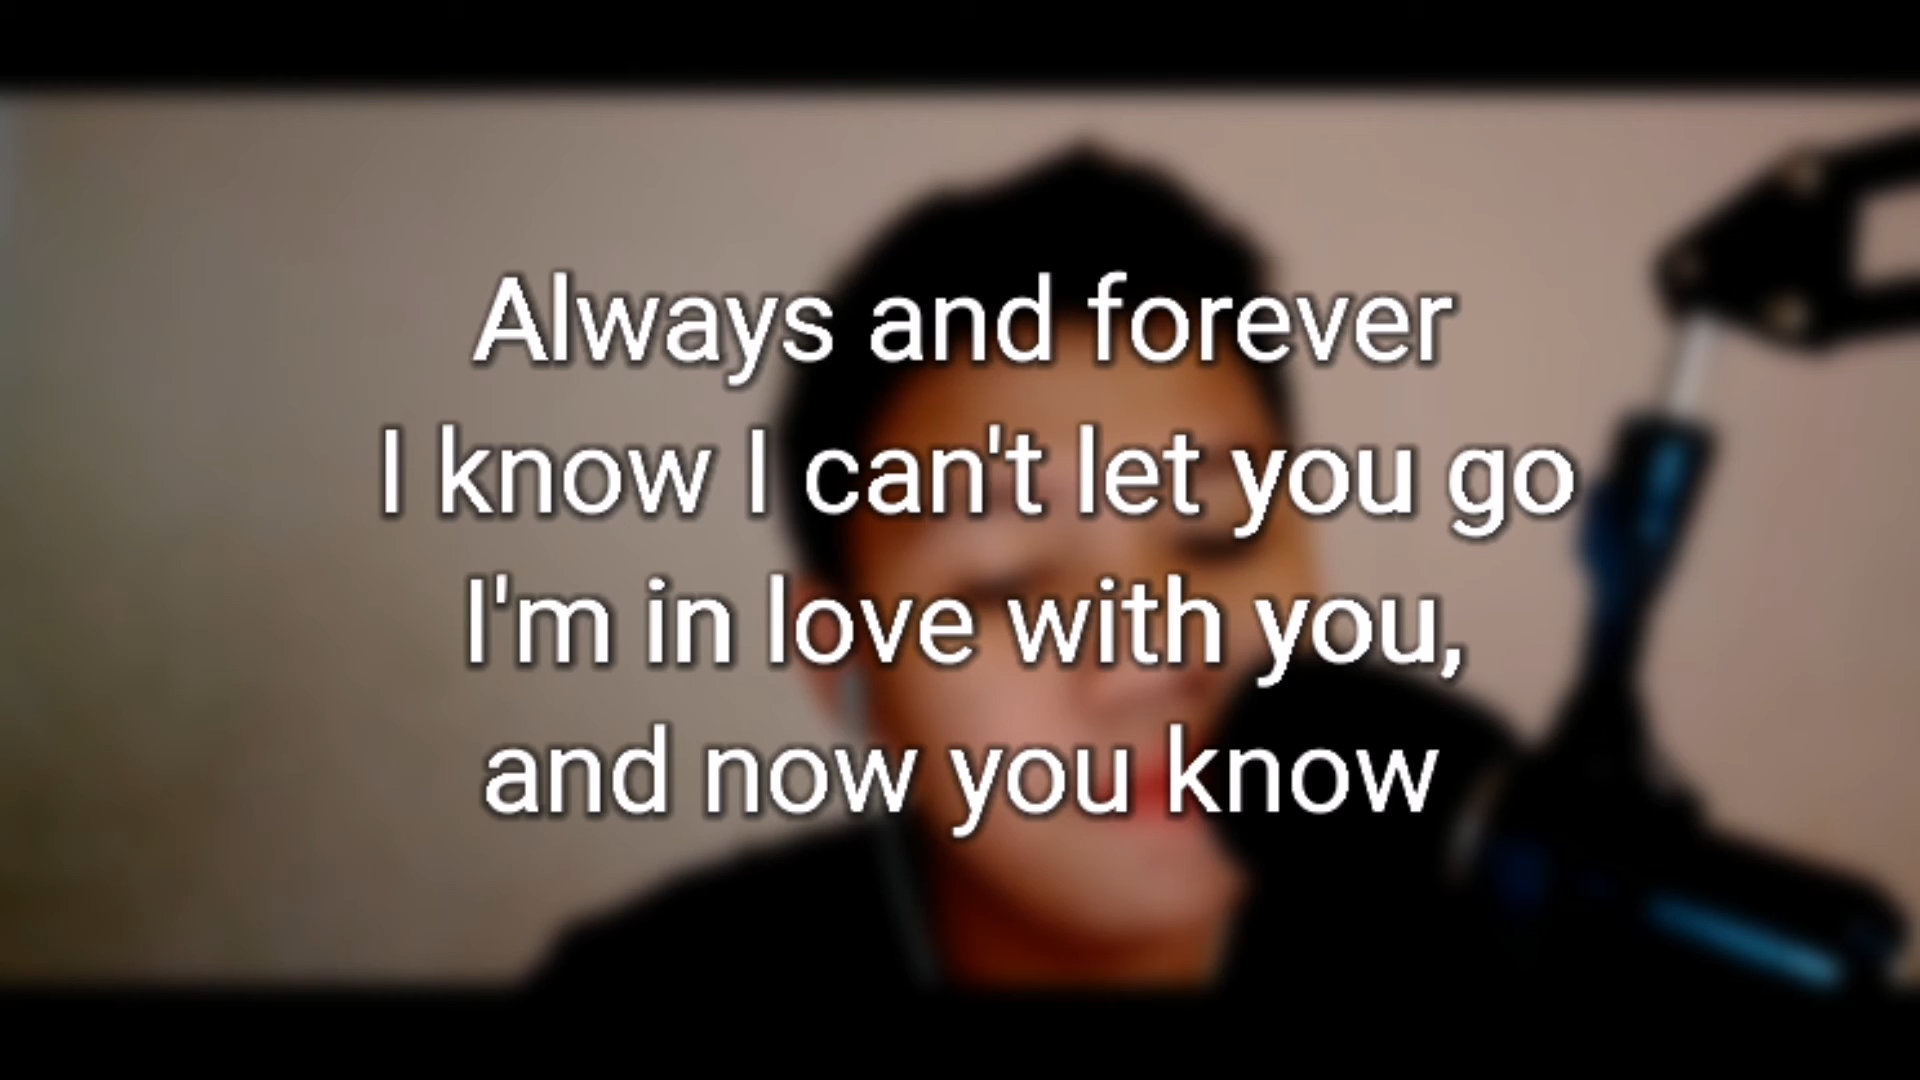 Always and forever
I know I can't let you go
I'm in love with you,
and now you know